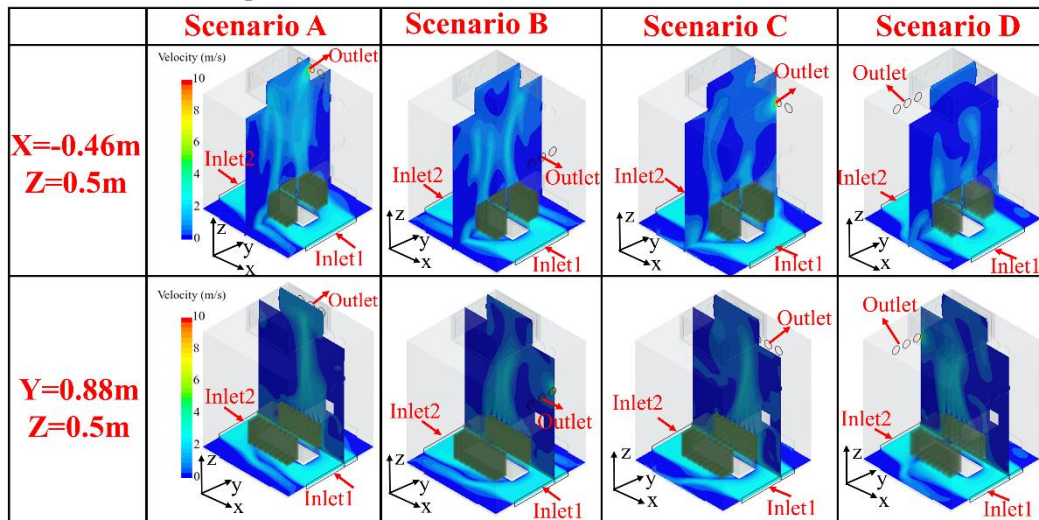 Scenario A
Scenario B
Scenario C
Scenario D
X=-0.46m
Z=0.5m
Velocity (m/s)
10
8
6
4
2
0
Outlet
Inlet2
Inlet1
z
y
x
Outlet
Inlet2
Inlet1
z
y
x
Outlet
Inlet2
Inlet1
z
y
x
Outlet
Inlet2
Inlet1
z
y
x
Y=0.88m
Z=0.5m
Velocity (m/s)
10
8
6
4
2
0
Outlet
Inlet2
Inlet1
z
y
x
Outlet
Inlet2
Inlet1
z
y
x
Outlet
Inlet2
Inlet1
z
y
x
Outlet
Inlet2
Inlet1
z
y
x